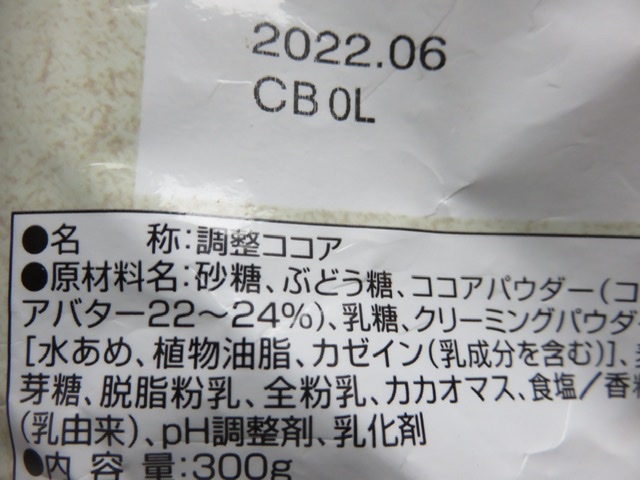 2022.06
CB 0L
●名 称:調整ココア
●原材料名:砂糖、ぶどう糖、ココアパウダー(コ
アバター22〜24%)、乳糖、クリーミングパウダ
[水あめ、植物油脂、カゼイン(乳成分を含む)]、
芽糖、脱脂粉乳、全粉乳、カカオマス、食塩/香
(乳由来)、pH調整剤、乳化剤
●内 容 量:300g